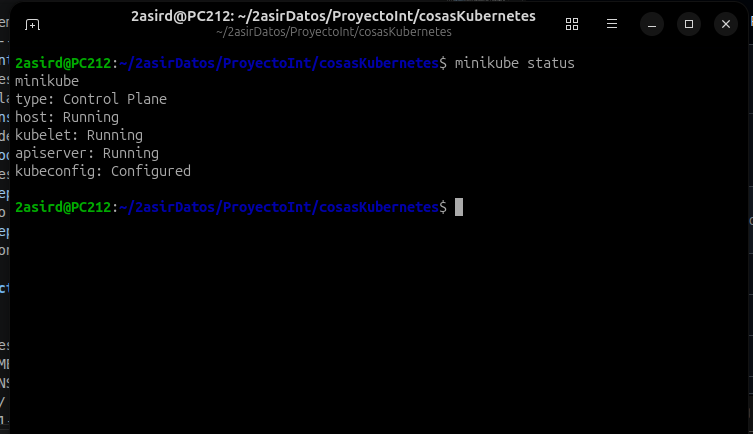 2asird@PC212: ~/2asirDatos/ProyectoInt/cosasKubernetes
~/2asirDatos/ProyectoInt/cosasKubernetes
2asird@PC212:~/2asirDatos/ProyectoInt/cosasKubernetes$ minikube status
minikube
type: Control Plane
host: Running
kubelet: Running
apiserver: Running
kubeconfig: Configured
2asird@PC212:~/2asirDatos/ProyectoInt/cosasKubernetes$